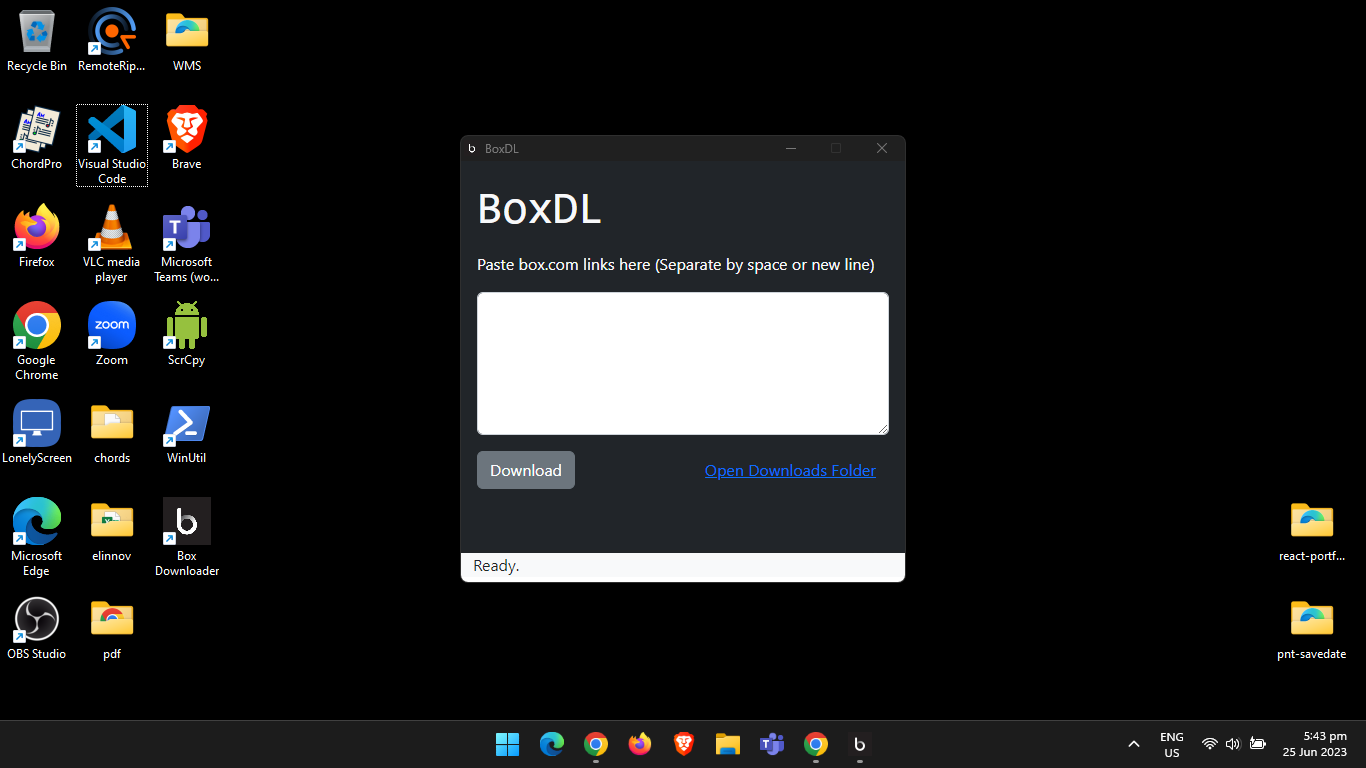 Recycle Bin
RemoteRip...
WMS
ChordPro
Visual Studio
Code
Brave
Firefox
VLC media
player
Microsoft
Teams (wo...
Google
Chrome
zoom
Zoom
ScrCpy
LonelyScreen
chords
WinUtil
Microsoft
Edge
elinnov
b
Box
Downloader
OBS Studio
pdf
b BoxDL
BoxDL
Paste box.com links here (Separate by space or new line)
Download
Open Downloads Folder
Ready.
react-portf...
pnt-savedate
b
ENG
US
5:43 pm
25 Jun 2023